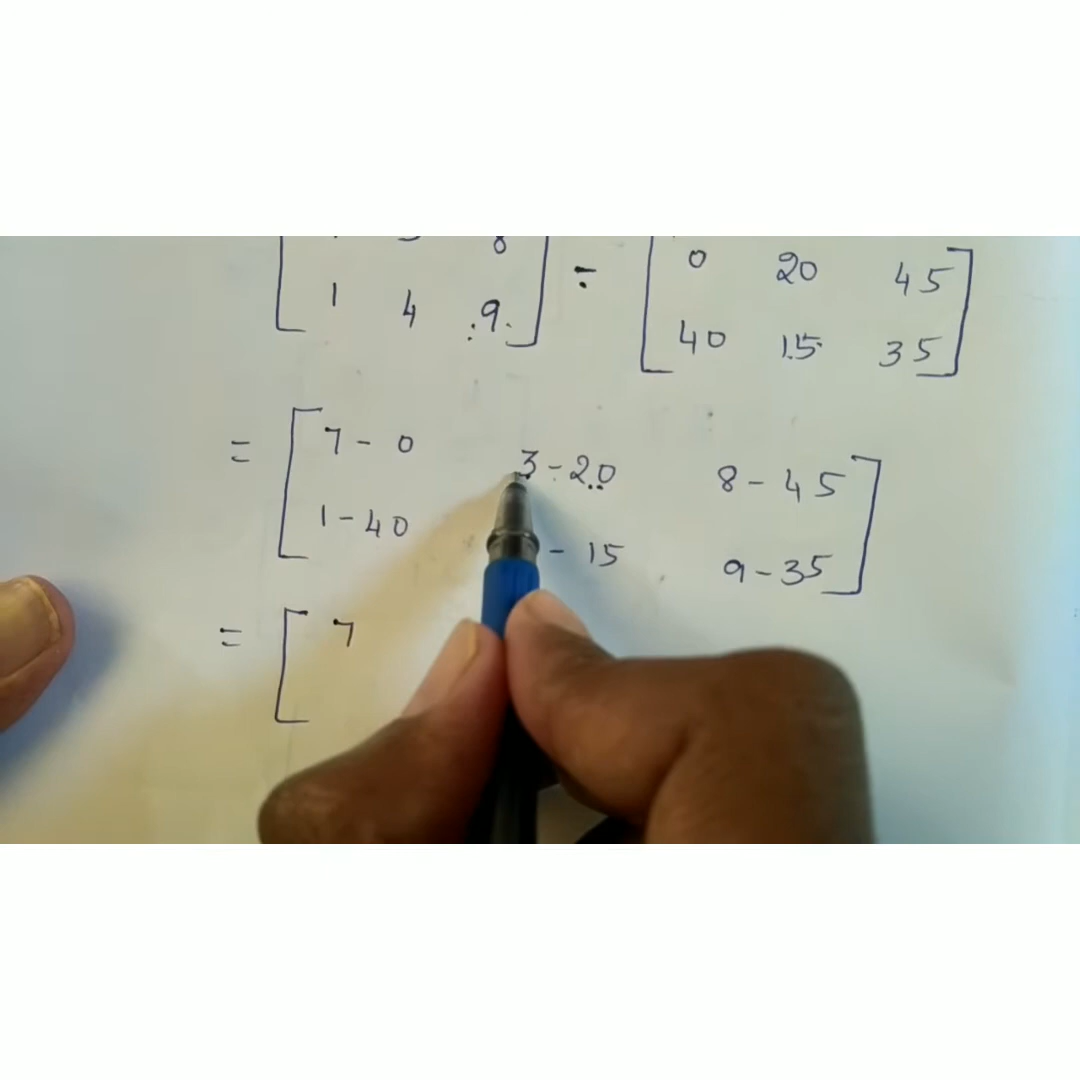 8
0 20 45
1 4 9
40 15 35
= [ 7 - 0 3 - 20 8 - 45 ]
1 - 40 - 15 9 - 35
= [ 7